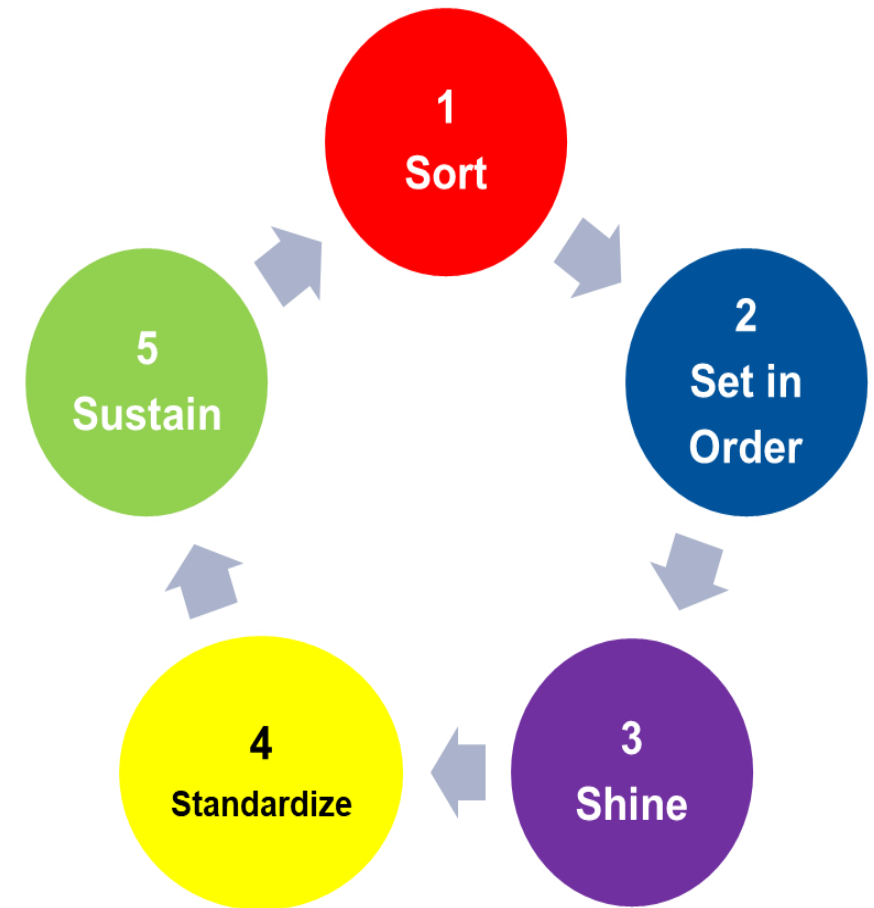 1
Sort
2
Set in
Order
3
Shine
4
Standardize
5
Sustain